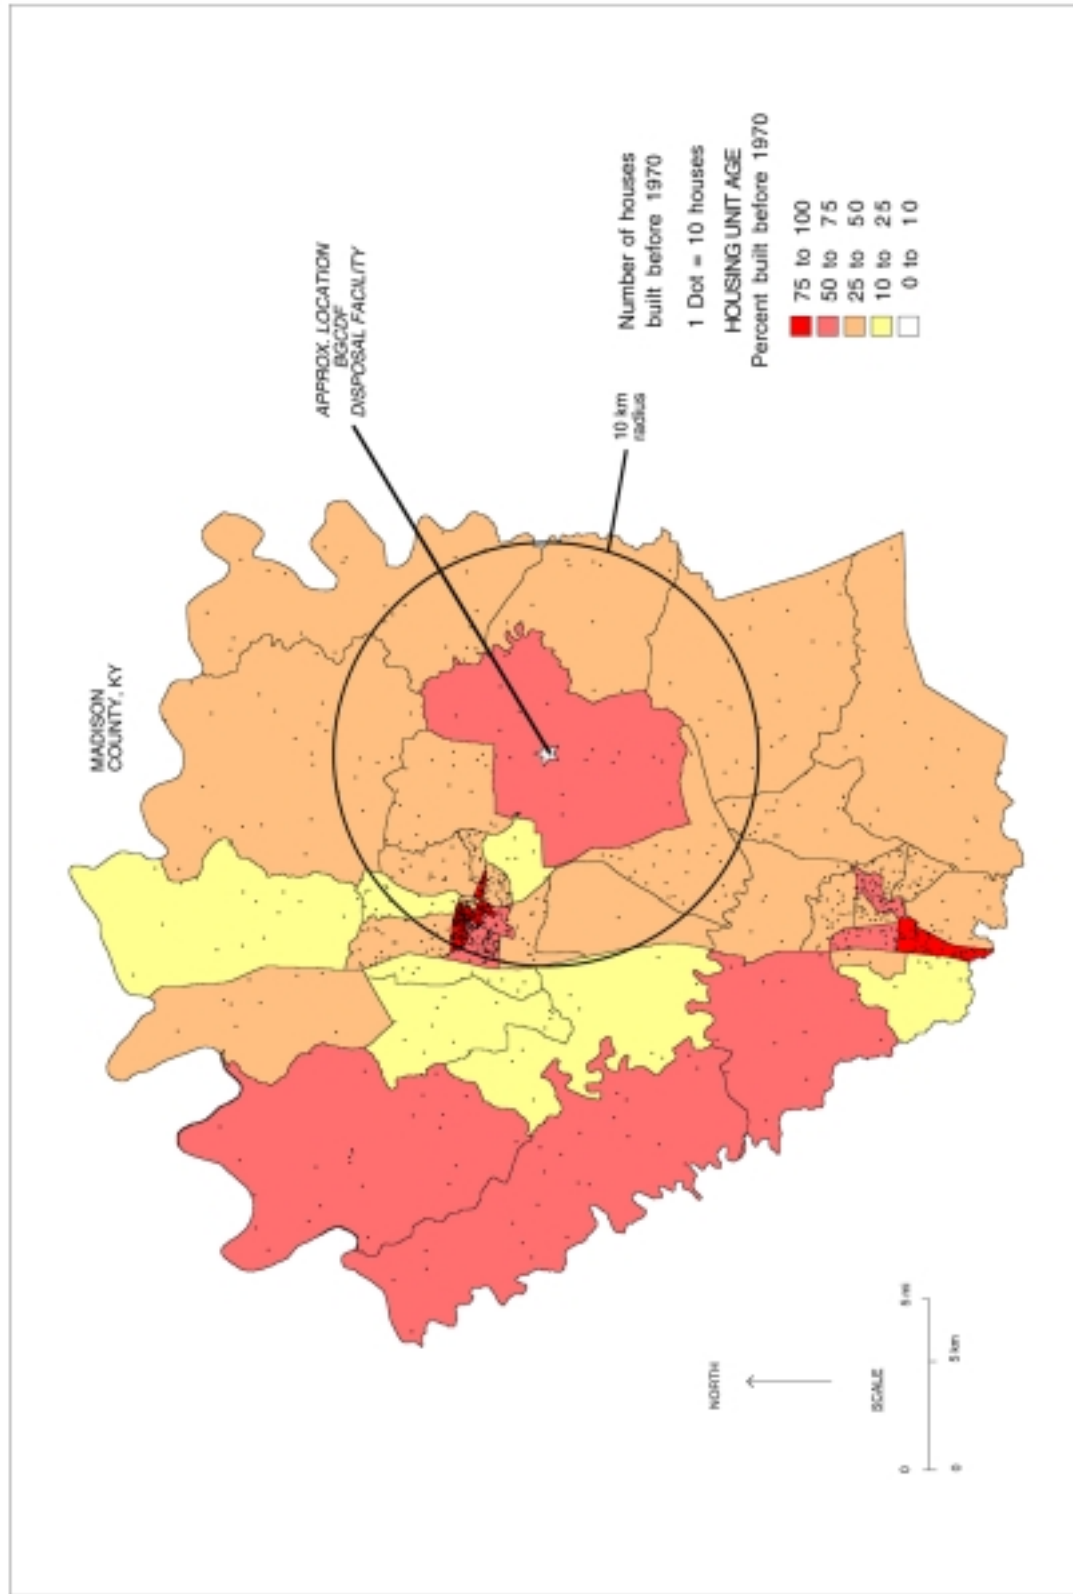 MADISON
COUNTY, KY
APPROX. LOCATION
BGCDF
DISPOSAL FACILITY
10 km
radius
Number of houses
built before 1970
1 Dot = 10 houses
HOUSING UNIT AGE
Percent built before 1970
75 to 100
50 to 75
25 to 50
10 to 25
0 to 10
NORTH
SCALE
0 5 mi
0 5 km